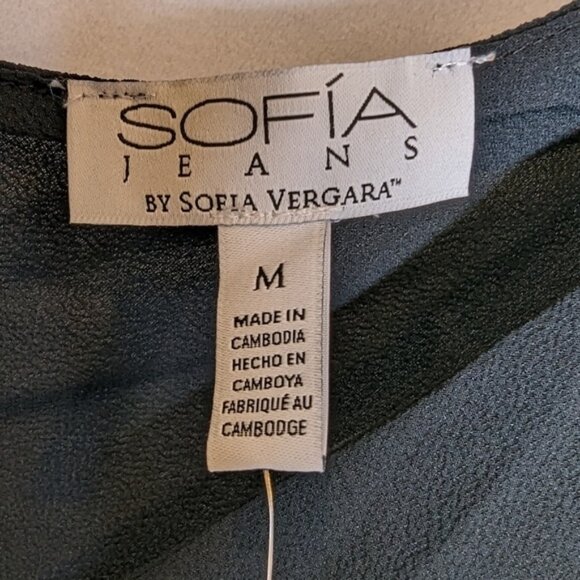 SOFÍA
JEANS
BY SOFIA VERGARA™
M
MADE IN
CAMBODIA
HECHO EN
CAMBOYA
FABRIQUÉ AU
CAMBODGE